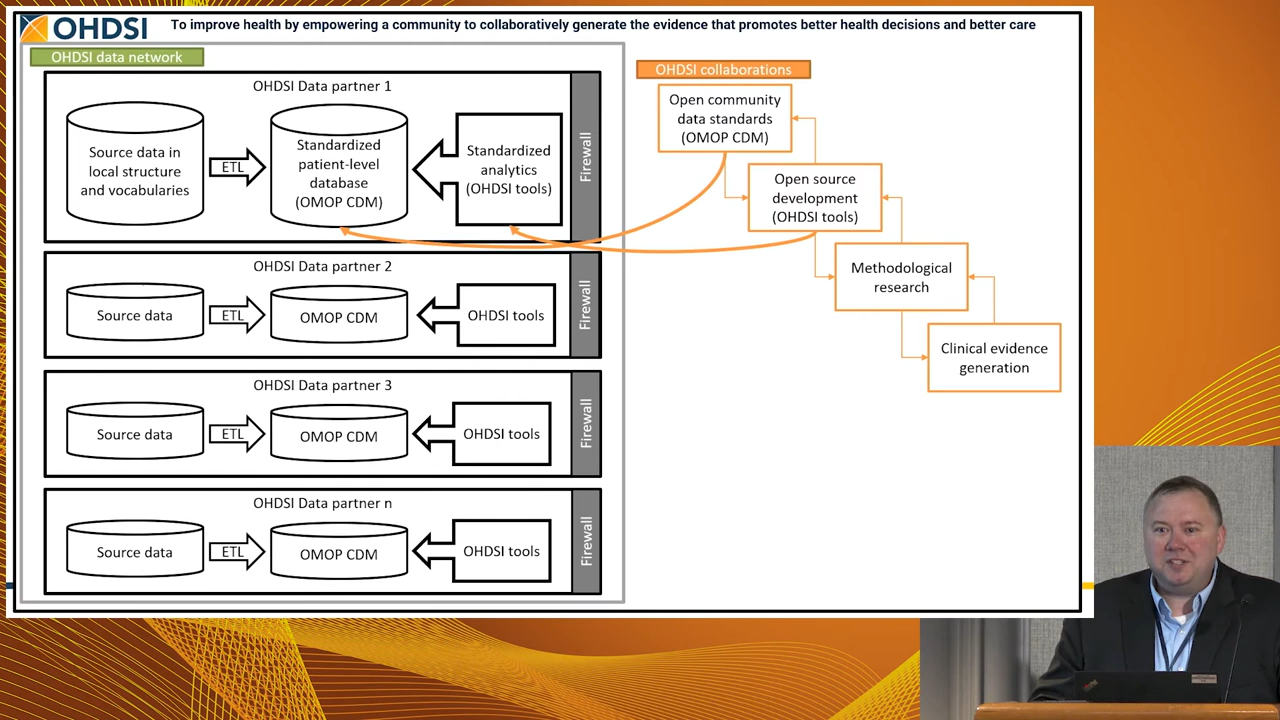 OHDSI
To improve health by empowering a community to collaboratively generate the evidence that promotes better health decisions and better care
OHDSI data network
OHDSI Data partner 1
Source data in
local structure
and vocabularies
ETL
Standardized
patient-level
database
(OMOP CDM)
Standardized
analytics
(OHDSI tools)
Firewall
OHDSI Data partner 2
Source data
ETL
OMOP CDM
OHDSI tools
Firewall
OHDSI Data partner 3
Source data
ETL
OMOP CDM
OHDSI tools
Firewall
OHDSI Data partner n
Source data
ETL
OMOP CDM
OHDSI tools
Firewall
OHDSI collaborations
Open community
data standards
(OMOP CDM)
Open source
development
(OHDSI tools)
Methodological
research
Clinical evidence
generation